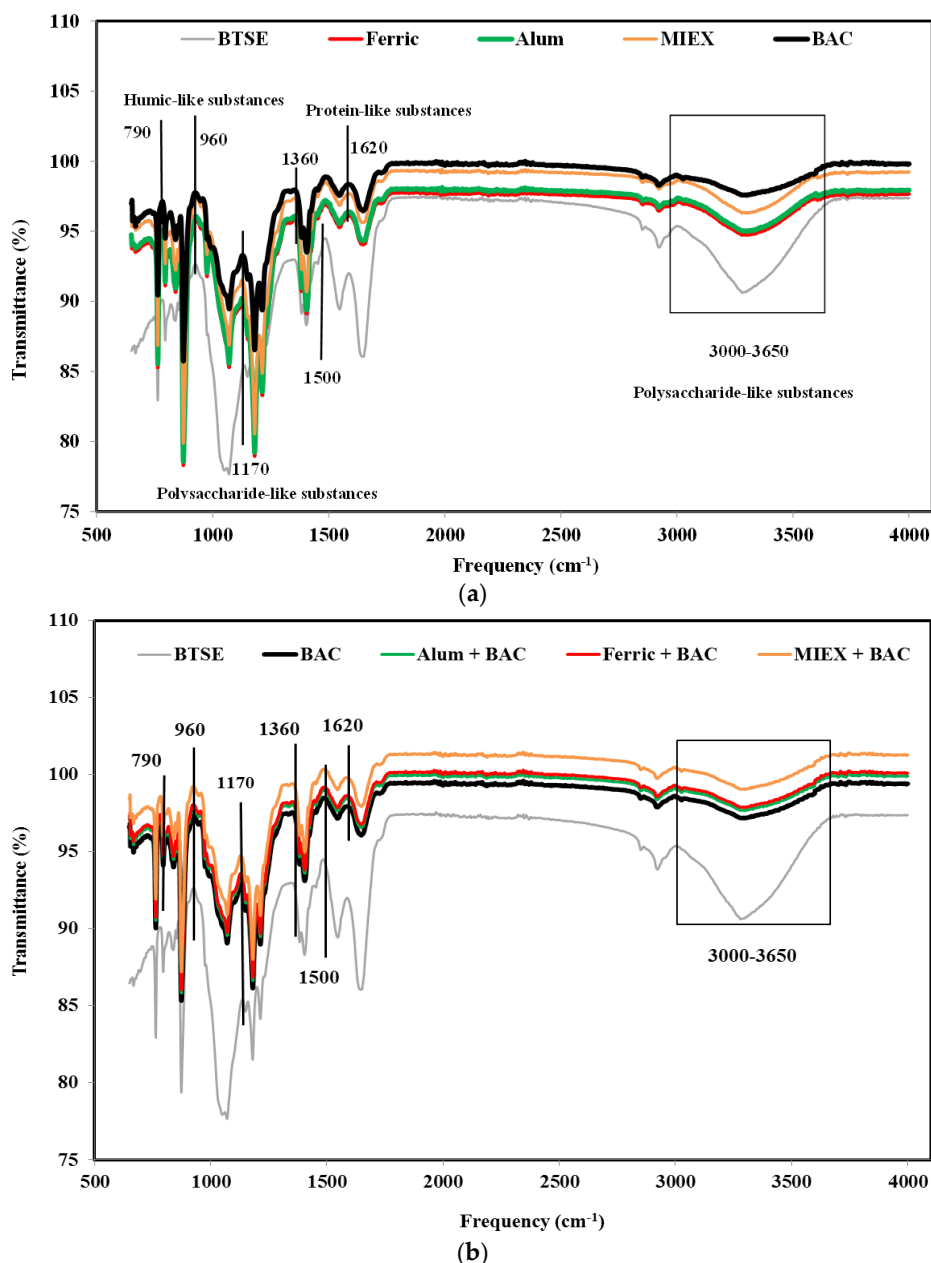 110
BTSE Ferric Alum MIEX BAC
105
Humic-like substances
Protein-like substances
790
960
1360
1620
100
95
90
85
80
75
Transmittance (%)
1500
3000-3650
Polysaccharide-like substances
1170
Polysaccharide-like substances
500 1000 1500 2000 2500 3000 3500 4000
Frequency (cm-1)
(a)
110
BTSE BAC Alum + BAC Ferric + BAC MIEX + BAC
105
790
960
1170
1360
1620
100
95
90
85
80
75
Transmittance (%)
1500
3000-3650
500 1000 1500 2000 2500 3000 3500 4000
Frequency (cm-1)
(b)